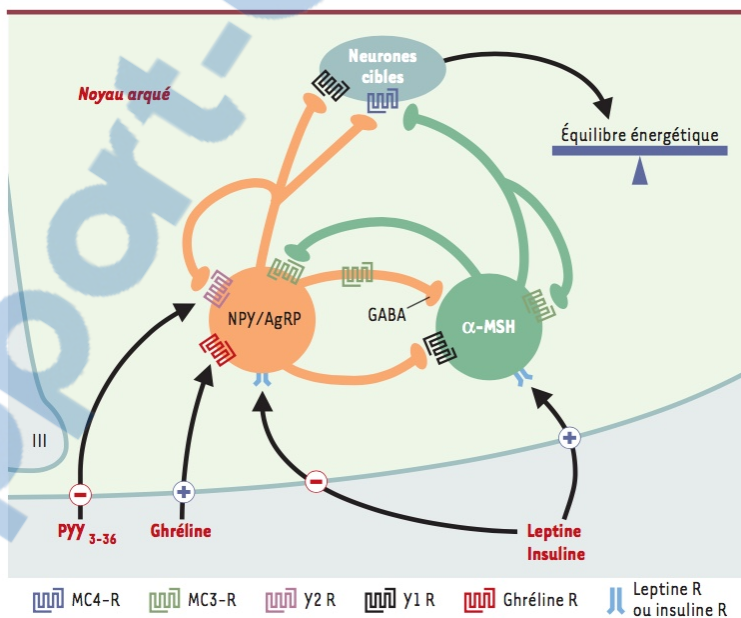 Neurones
cibles
Noyau arqué
Équilibre énergétique
NPY/AgRP
GABA
α-MSH
III
PYY 3-36
Ghréline
Leptine
Insuline
MC4-R
MC3-R
Y2 R
Y1 R
Ghréline R
Leptine R
ou insuline R